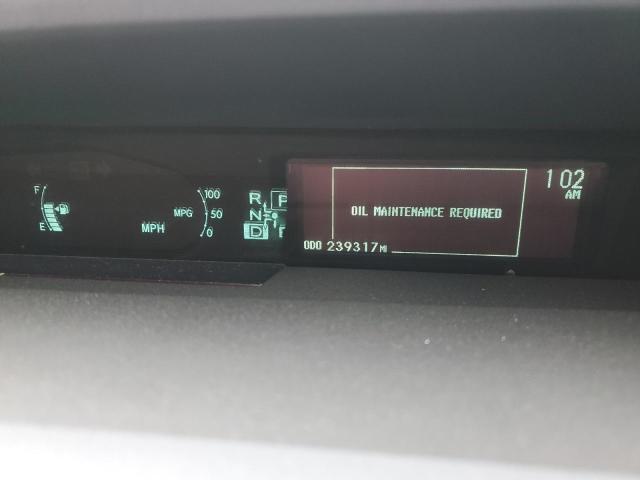 F
E
MPH
MPG
100
50
0
R
N
D
P
OIL MAINTENANCE REQUIRED
ODO 239317 MI
1 02
AM